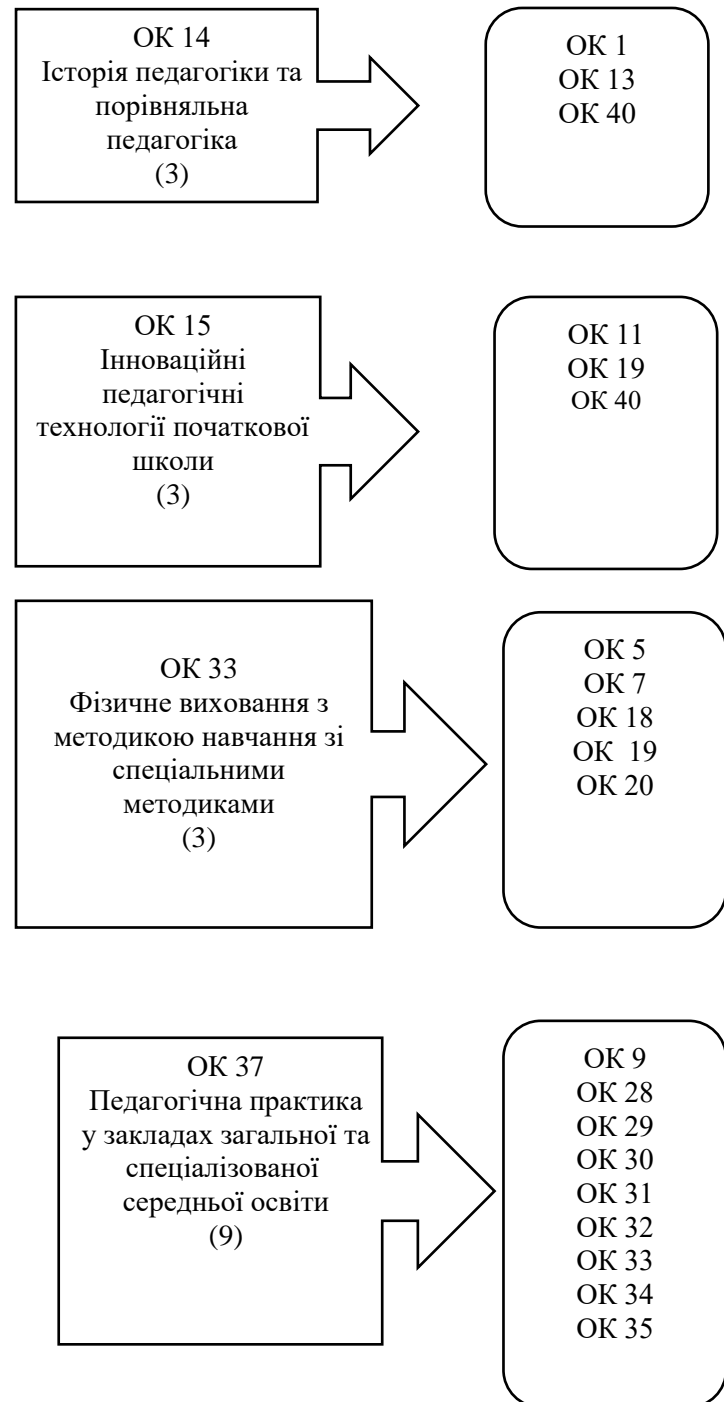 ОК 14
Історія педагогіки та
порівняльна
педагогіка
(3)
ОК 1
ОК 13
ОК 40
ОК 15
Інноваційні
педагогічні
технології початкової
школи
(3)
ОК 11
ОК 19
ОК 40
ОК 33
Фізичне виховання з
методикою навчання зі
спеціальними
методиками
(3)
ОК 5
ОК 7
ОК 18
ОК 19
ОК 20
ОК 37
Педагогічна практика
у закладах загальної та
спеціалізованої
середньої освіти
(9)
ОК 9
ОК 28
ОК 29
ОК 30
ОК 31
ОК 32
ОК 33
ОК 34
ОК 35